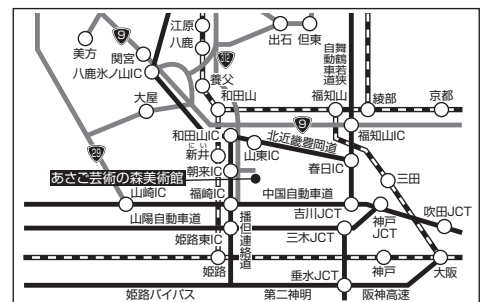 江原
9
八鹿
出石
但東
美方
関宮
312
舞鶴若狭自動車道
八鹿氷ノ山IC
養父
和田山
福知山
綾部
京都
大屋
9
和田山IC
北近畿豊岡道
福知山IC
にい
新井
山東IC
春日IC
29
朝来IC
あさご芸術の森美術館
三田
山崎IC
福崎IC
中国自動車道
吉川JCT
神戸JCT
吹田JCT
山陽自動車道
播但連絡道
姫路東IC
三木JCT
姫路
垂水JCT
神戸
大阪
姫路バイパス
第二神明
阪神高速